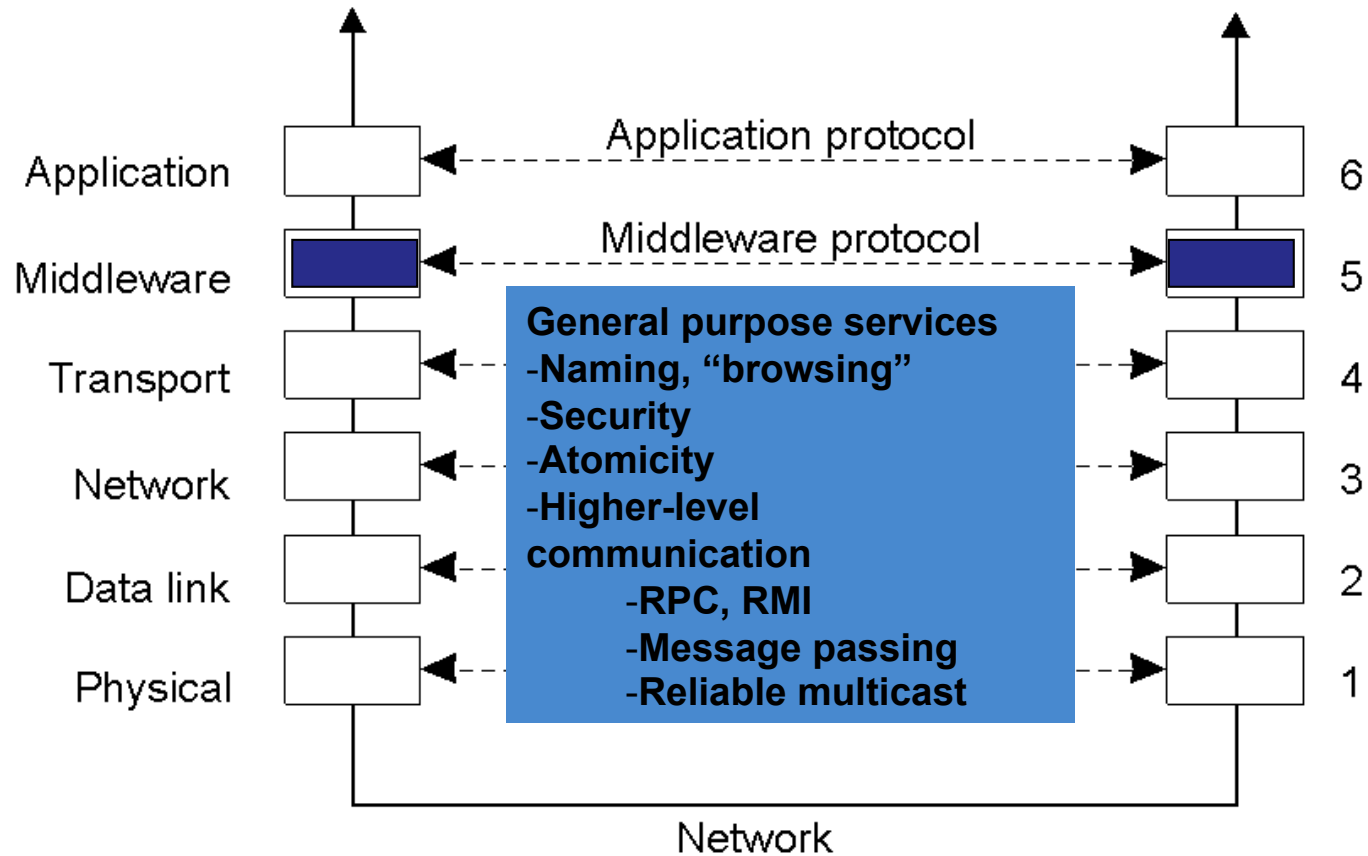 Application protocol
Application
6
Middleware protocol
Middleware
5
General purpose services
-Naming, “browsing”
Transport
4
-Security
-Atomicity
Network
3
-Higher-level
communication
Data link
2
-RPC, RMI
-Message passing
Physical
1
-Reliable multicast
Network